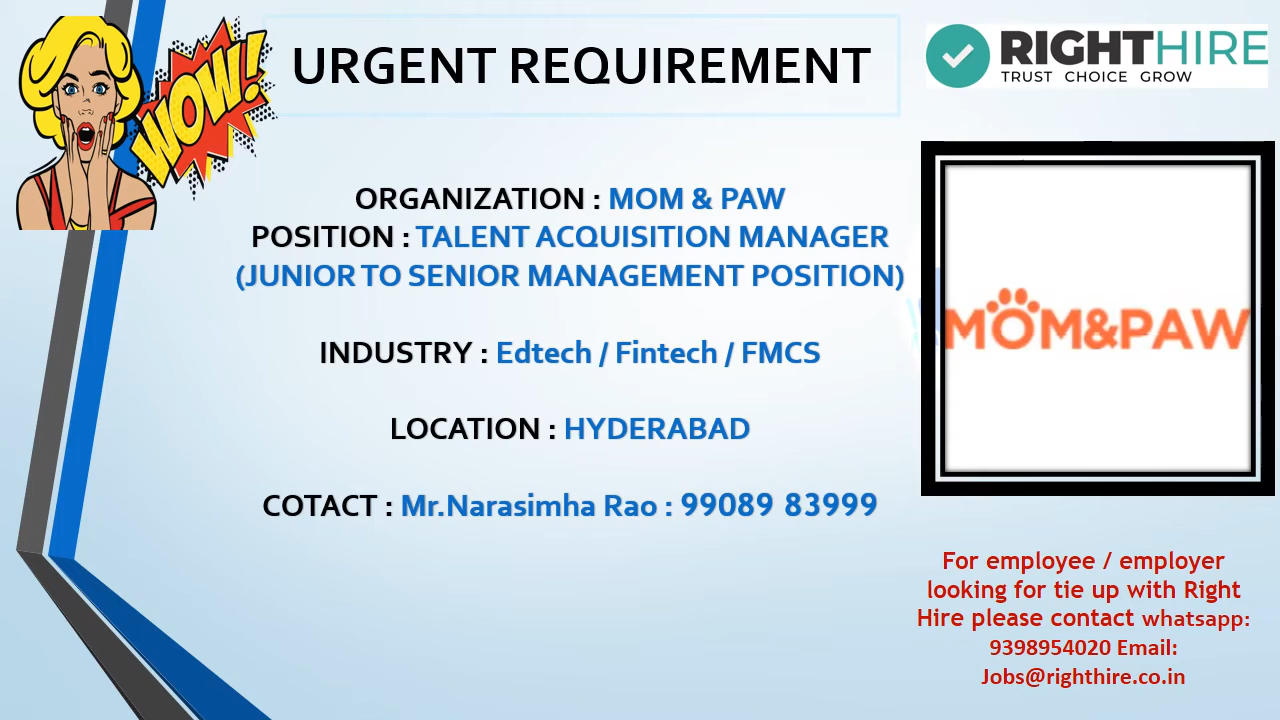 WOW!
URGENT REQUIREMENT
RIGHTHIRE
TRUST CHOICE GROW
ORGANIZATION : MOM & PAW
POSITION : TALENT ACQUISITION MANAGER
(JUNIOR TO SENIOR MANAGEMENT POSITION)
INDUSTRY : Edtech / Fintech / FMCS
LOCATION : HYDERABAD
COTACT : Mr.Narasimha Rao : 99089 83999
MOM&PAW
For employee / employer
looking for tie up with Right
Hire please contact whatsapp:
9398954020 Email:
Jobs@righthire.co.in